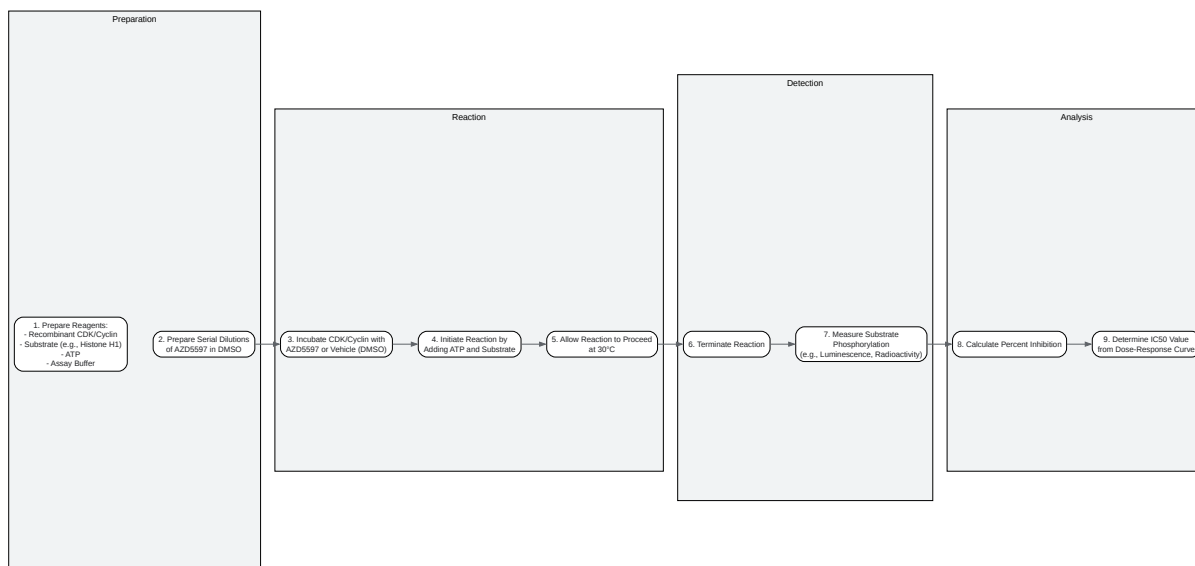 Preparation
1. Prepare Reagents:
- Recombinant CDK/Cyclin
- Substrate (e.g., Histone H1)
- ATP
- Assay Buffer
2. Prepare Serial Dilutions
of AZD5597 in DMSO
Reaction
3. Incubate CDK/Cyclin with
AZD5597 or Vehicle (DMSO)
4. Initiate Reaction by
Adding ATP and Substrate
5. Allow Reaction to Proceed
at 30°C
Detection
6. Terminate Reaction
7. Measure Substrate
Phosphorylation
(e.g., Luminescence, Radioactivity)
Analysis
8. Calculate Percent Inhibition
9. Determine IC50 Value
from Dose-Response Curve